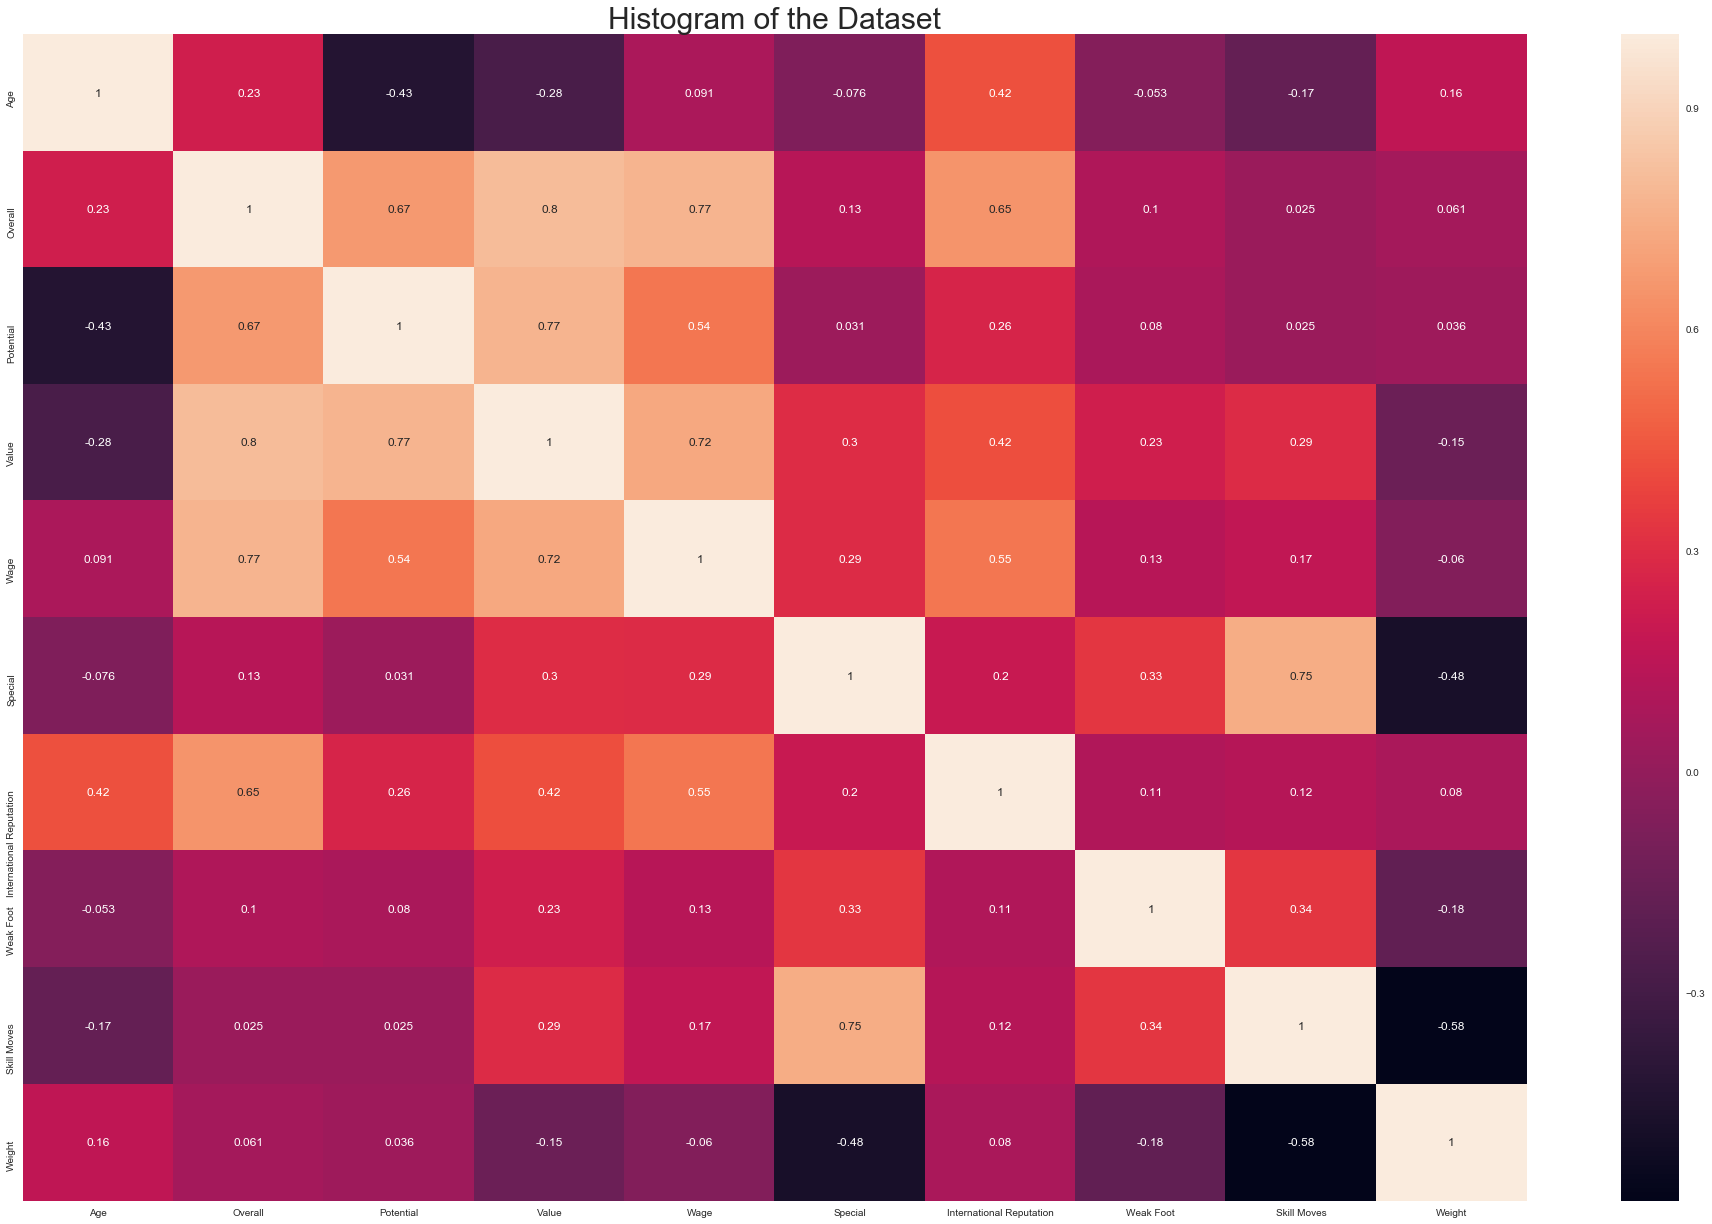 Histogram of the Dataset
Age 1 0.23 -0.43 -0.28 0.091 -0.076 0.42 -0.053 -0.17 0.16
Overall 0.23 1 0.67 0.8 0.77 0.13 0.65 0.1 0.025 0.061
Potential -0.43 0.67 1 0.77 0.54 0.031 0.26 0.08 0.025 0.036
Value -0.28 0.8 0.77 1 0.72 0.3 0.42 0.23 0.29 -0.15
Wage 0.091 0.77 0.54 0.72 1 0.29 0.55 0.13 0.17 -0.06
Special -0.076 0.13 0.031 0.3 0.29 1 0.2 0.33 0.75 -0.48
International Reputation 0.42 0.65 0.26 0.42 0.55 0.2 1 0.11 0.12 0.08
Weak Foot -0.053 0.1 0.08 0.23 0.13 0.33 0.11 1 0.34 -0.18
Skill Moves -0.17 0.025 0.025 0.29 0.17 0.75 0.12 0.34 1 -0.58
Weight 0.16 0.061 0.036 -0.15 -0.06 -0.48 0.08 -0.18 -0.58 1
Age Overall Potential Value Wage Special International Reputation Weak Foot Skill Moves Weight
0.9
0.6
0.3
0.0
−0.3